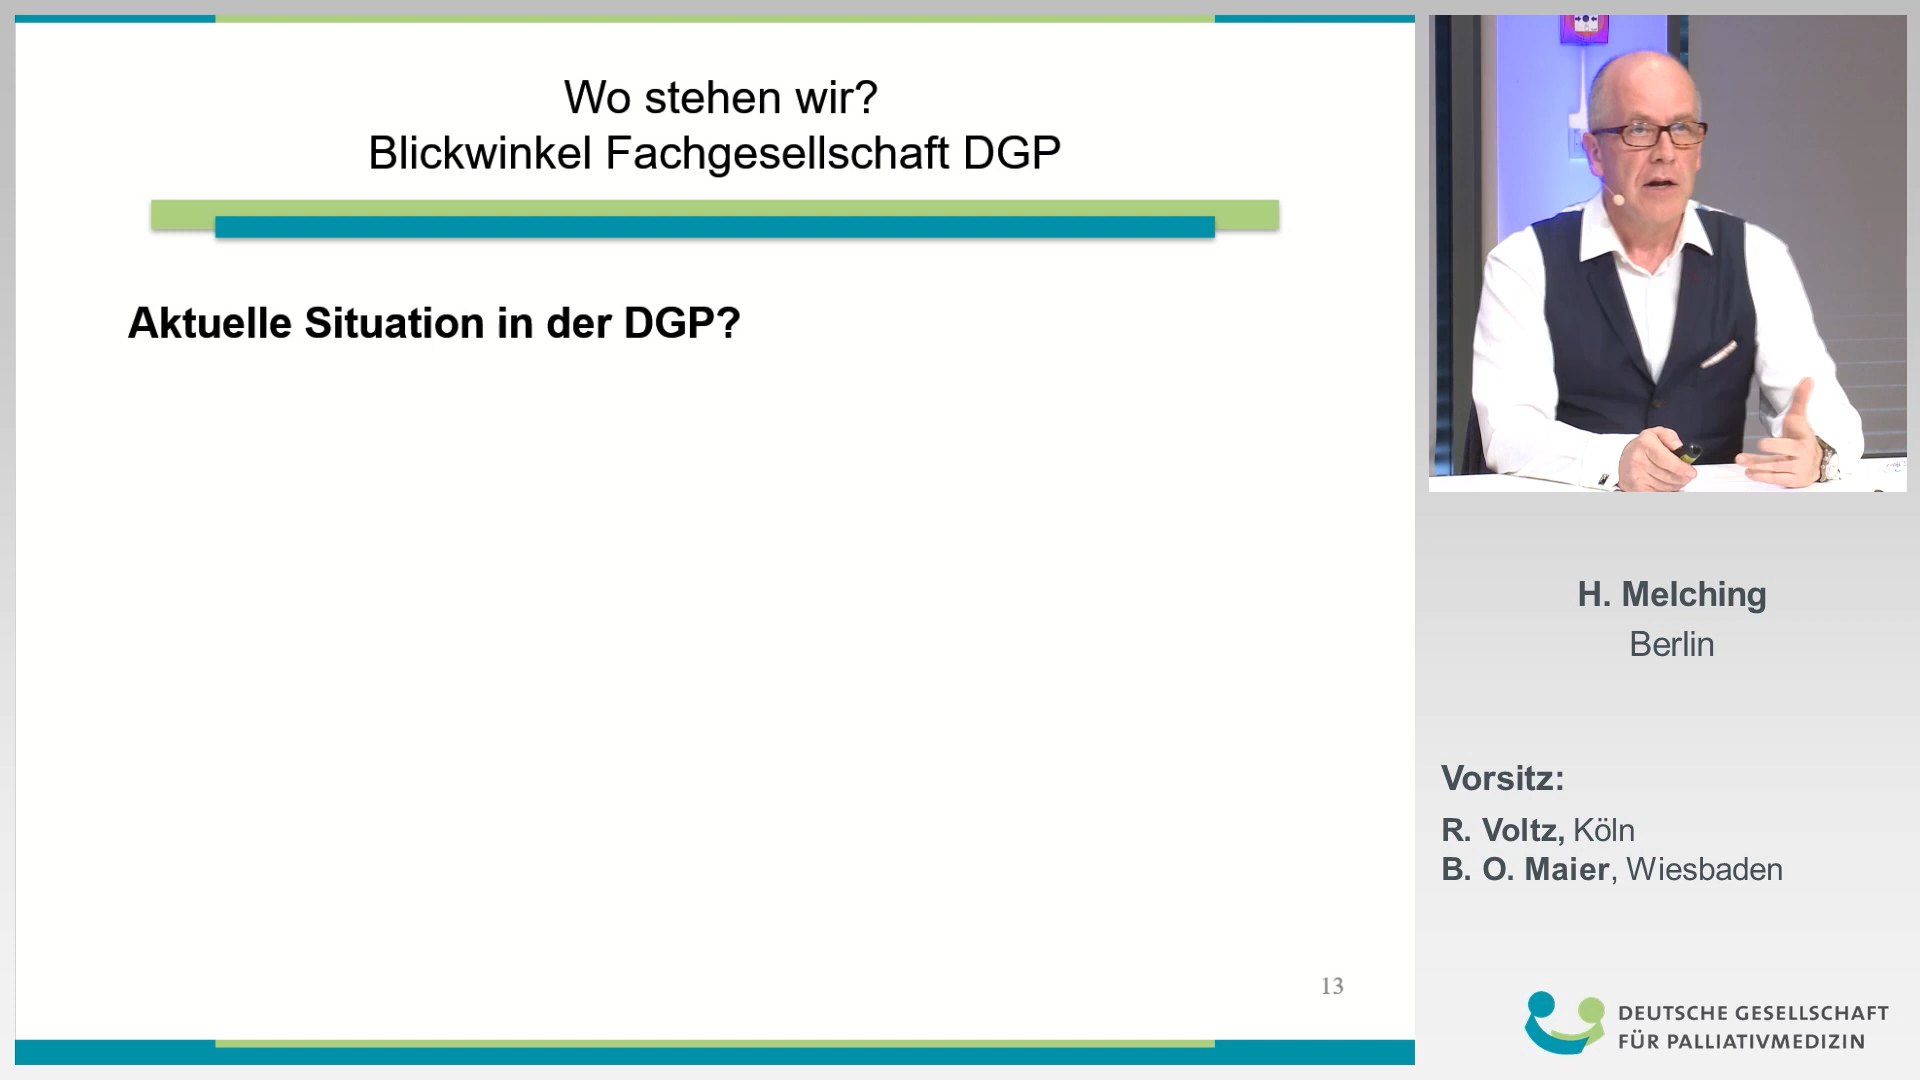 Wo stehen wir?
Blickwinkel Fachgesellschaft DGP
Aktuelle Situation in der DGP?
13
H. Melching
Berlin
Vorsitz:
R. Voltz, Köln
B. O. Maier, Wiesbaden
DEUTSCHE GESELLSCHAFT
FÜR PALLIATIVMEDIZIN